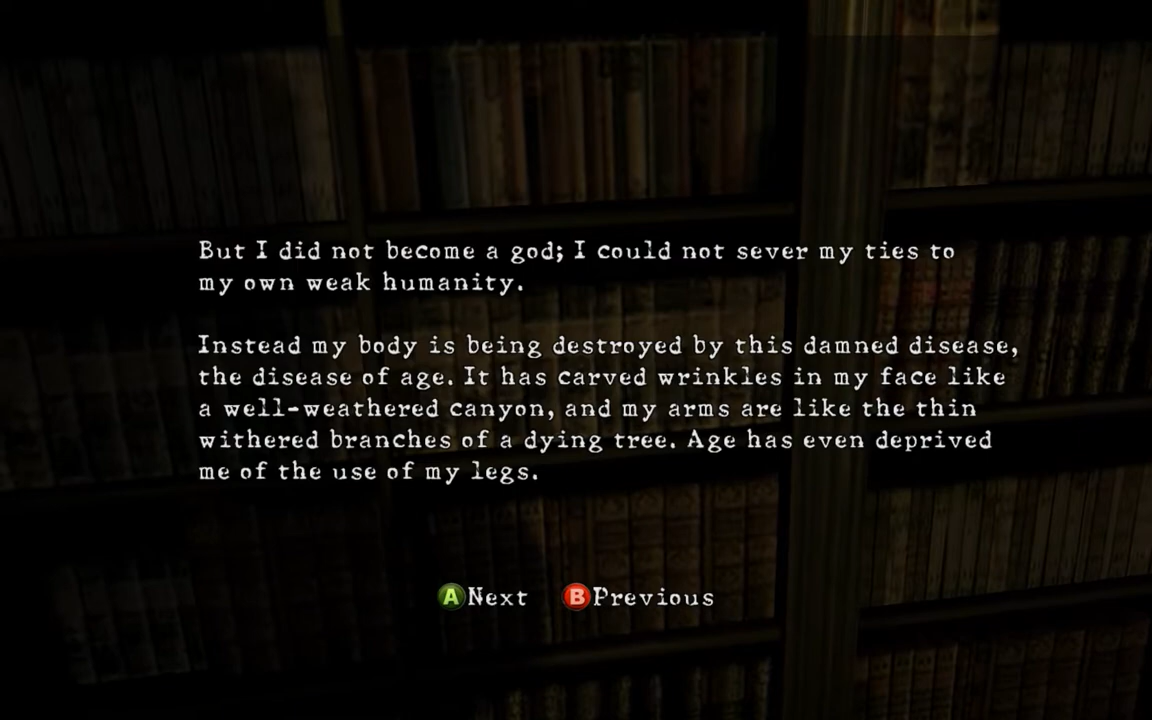 But I did not become a god; I could not sever my ties to
my own weak humanity.
Instead my body is being destroyed by this damned disease,
the disease of age. It has carved wrinkles in my face like
a well-weathered canyon, and my arms are like the thin
withered branches of a dying tree. Age has even deprived
me of the use of my legs.
A Next B Previous